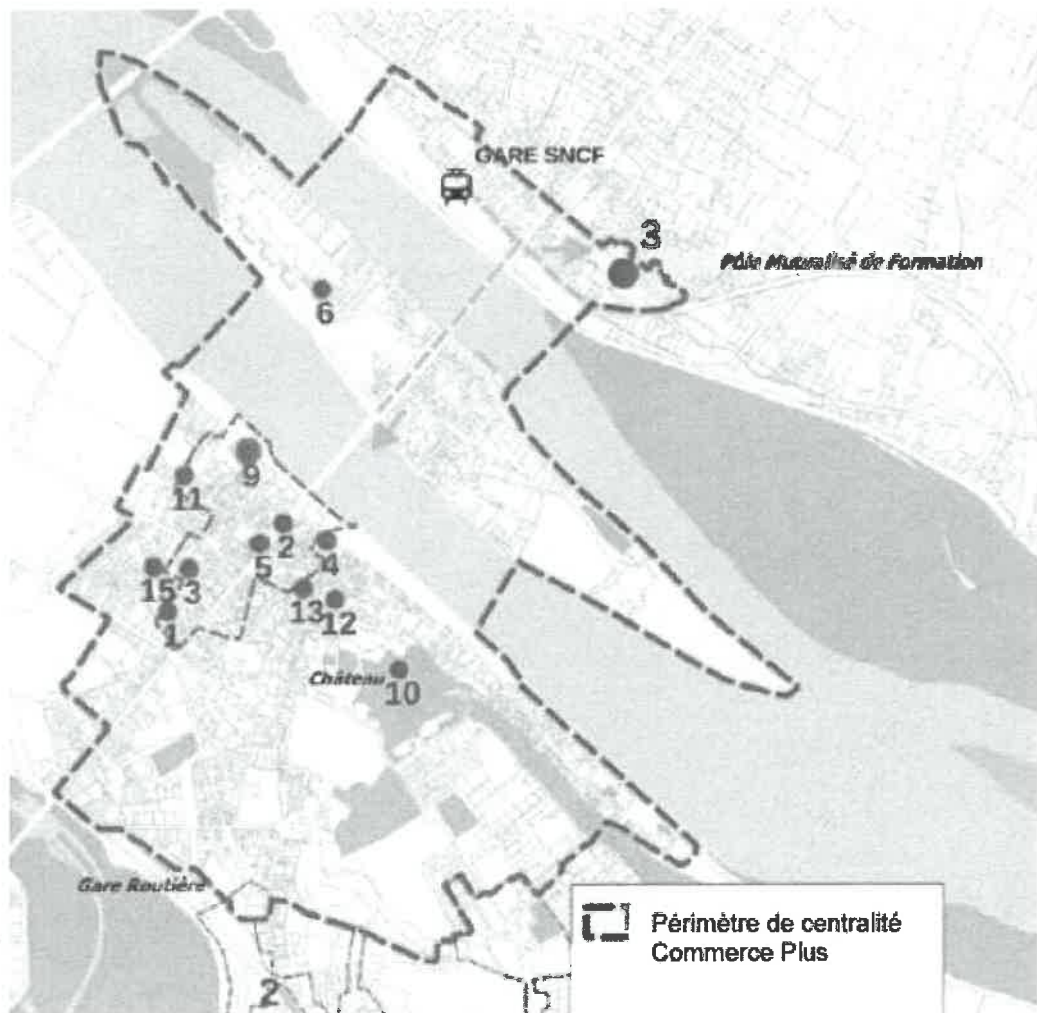 GARE SNCF
3
Pôle Mutualisé de Formation
6
9
11
2
5
4
15
3
13
12
1
Château
10
Gare Routière
2
Périmètre de centralité
Commerce Plus